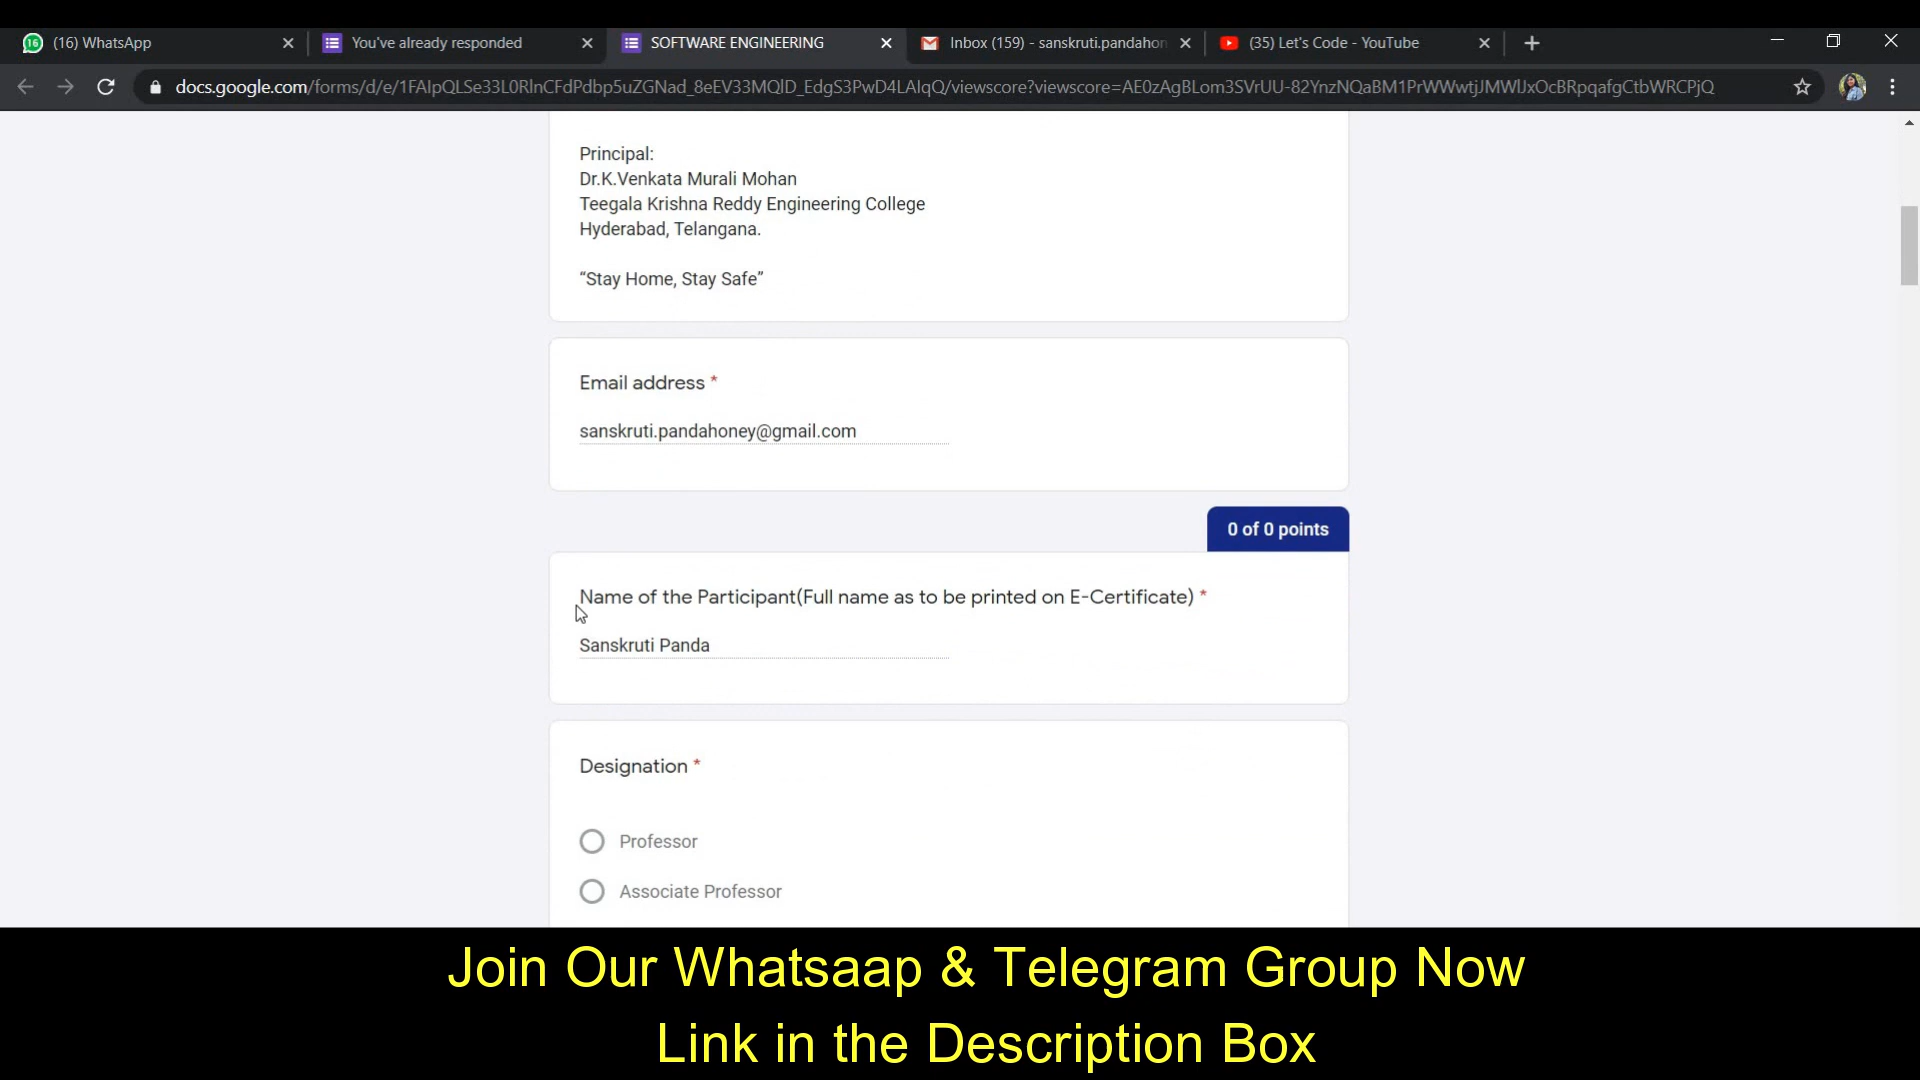 16
(16) WhatsApp
You've already responded
SOFTWARE ENGINEERING
Inbox (159) - sanskruti.pandahon
(35) Let's Code - YouTube
docs.google.com/forms/d/e/1FAIpQLSe33L0RlnCFdPdbp5uZGNad_8eEV33MQlD_EdgS3PwD4LAIqQ/viewscore?viewscore=AE0zAgBLom3SVrUU-82YnzNQaBM1PrWWwtjJMWlJxOcBRpqafgCtbWRCPjQ
Principal:
Dr.K.Venkata Murali Mohan
Teegala Krishna Reddy Engineering College
Hyderabad, Telangana.
“Stay Home, Stay Safe”
Email address *
sanskruti.pandahoney@gmail.com
0 of 0 points
Name of the Participant(Full name as to be printed on E-Certificate) *
Sanskruti Panda
Designation *
Professor
Associate Professor
Join Our Whatsaap & Telegram Group Now
Link in the Description Box